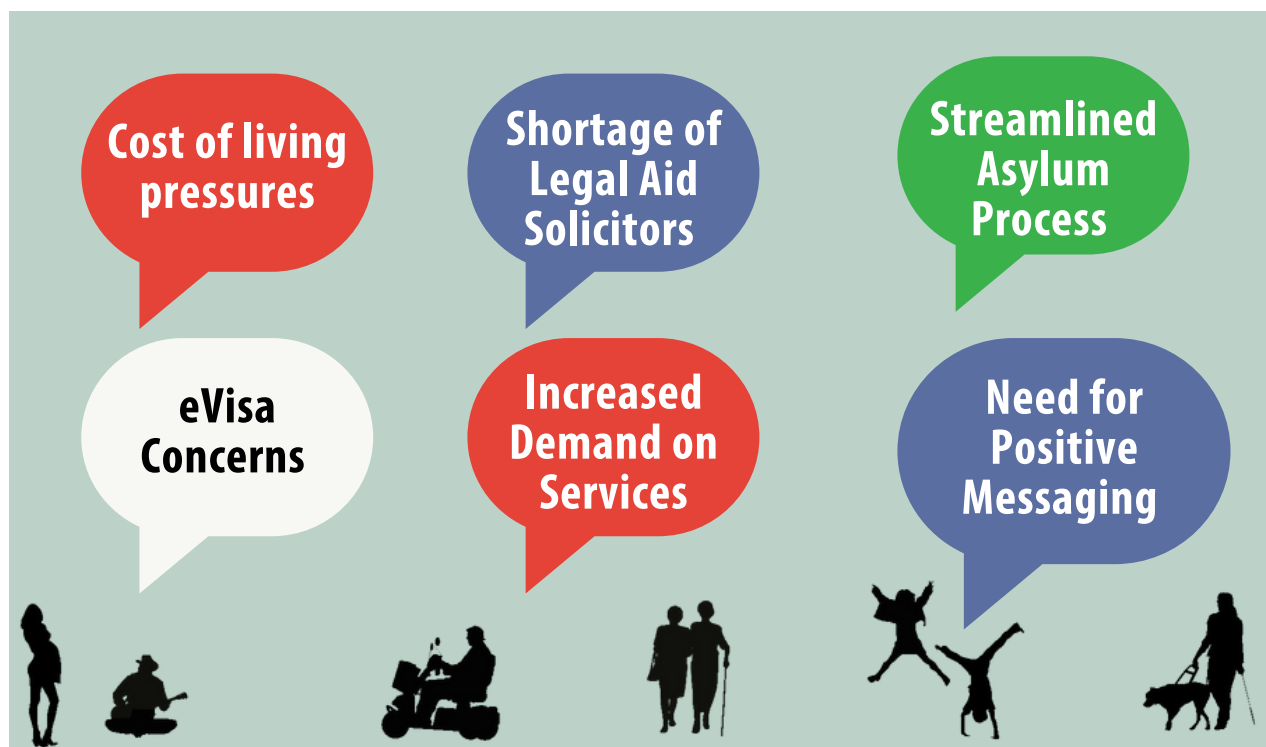 Cost of living
pressures
Shortage of
Legal Aid
Solicitors
Streamlined
Asylum
Process
eVisa
Concerns
Increased
Demand on
Services
Need for
Positive
Messaging